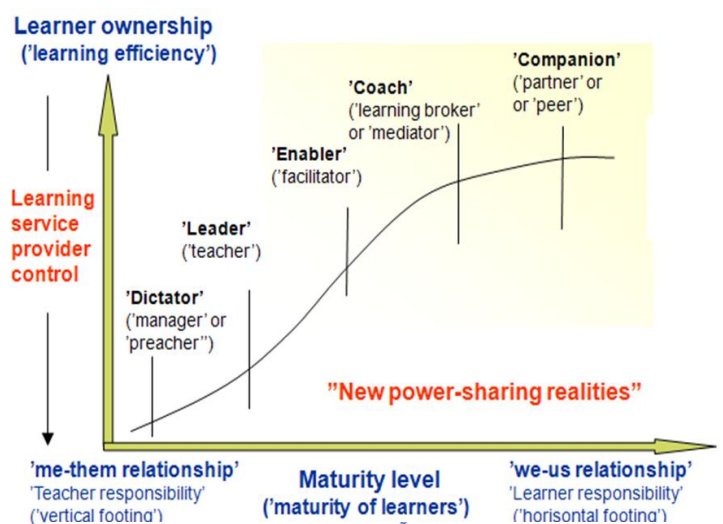 Learner ownership
('learning efficiency')
'Companion'
('partner' or
or 'peer')
'Coach'
('learning broker'
or 'mediator')
'Enabler'
('facilitator')
Learning
service
provider
control
'Leader'
('teacher')
'Dictator'
('manager' or
'preacher'')
"New power-sharing realities"
'me-them relationship'
'Teacher responsibility'
('vertical footing')
Maturity level
('maturity of learners')
'we-us relationship'
'Learner responsibility'
('horisontal footing')